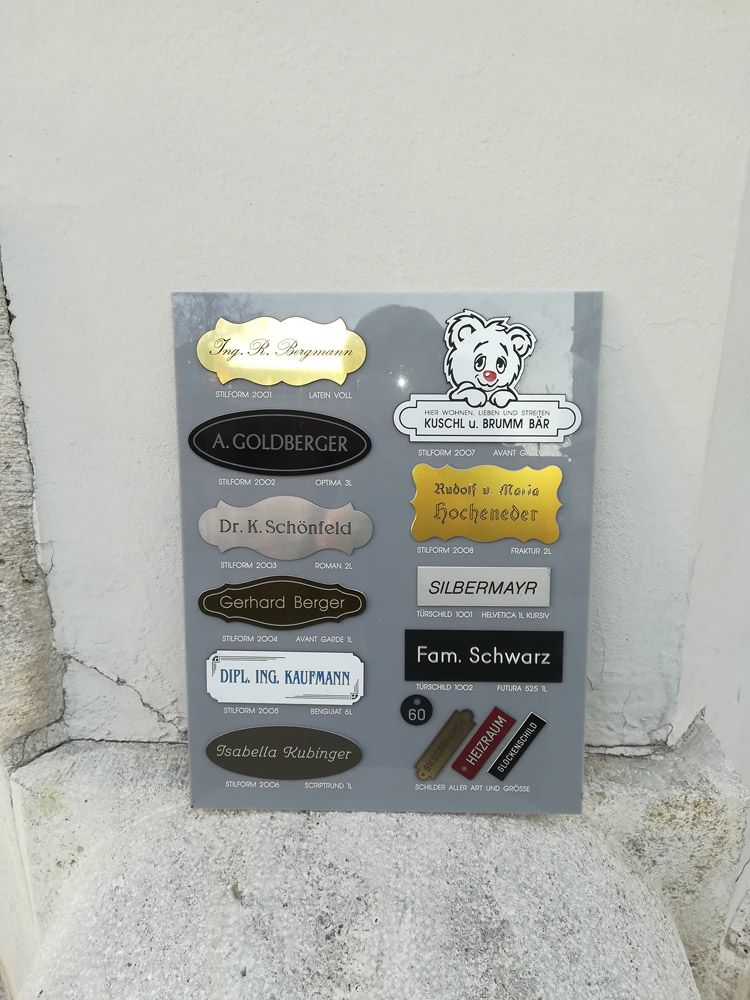 Ing. R. Bergmann
STILFORM 2001 LATEIN VOLL
A. GOLDBERGER
STILFORM 2002 OPTIMA 3L
Dr. K. Schönfeld
STILFORM 2003 ROMAN 2L
Gerhard Berger
STILFORM 2004 AVANT GARDE 1L
DIPL. ING. KAUFMANN
STILFORM 2005 BENGUIAT 6L
Isabella Kubinger
STILFORM 2006 SCRIPTRUND 1L
HIER WOHNEN, LIEBEN UND STREITEN
KUSCHL u. BRUMM BÄR
STILFORM 2007 AVANT
Rudolf u. Maria
Hocheneder
STILFORM 2008 FRAKTUR 2L
SILBERMAYR
TÜRSCHILD 1001 HELVETICA 1L KURSIV
Fam. Schwarz
TÜRSCHILD 1002 FUTURA 525 1L
60
HEIZRAUM
GLOCKENSCHILD
SCHILDER ALLER ART UND GRÖSSE